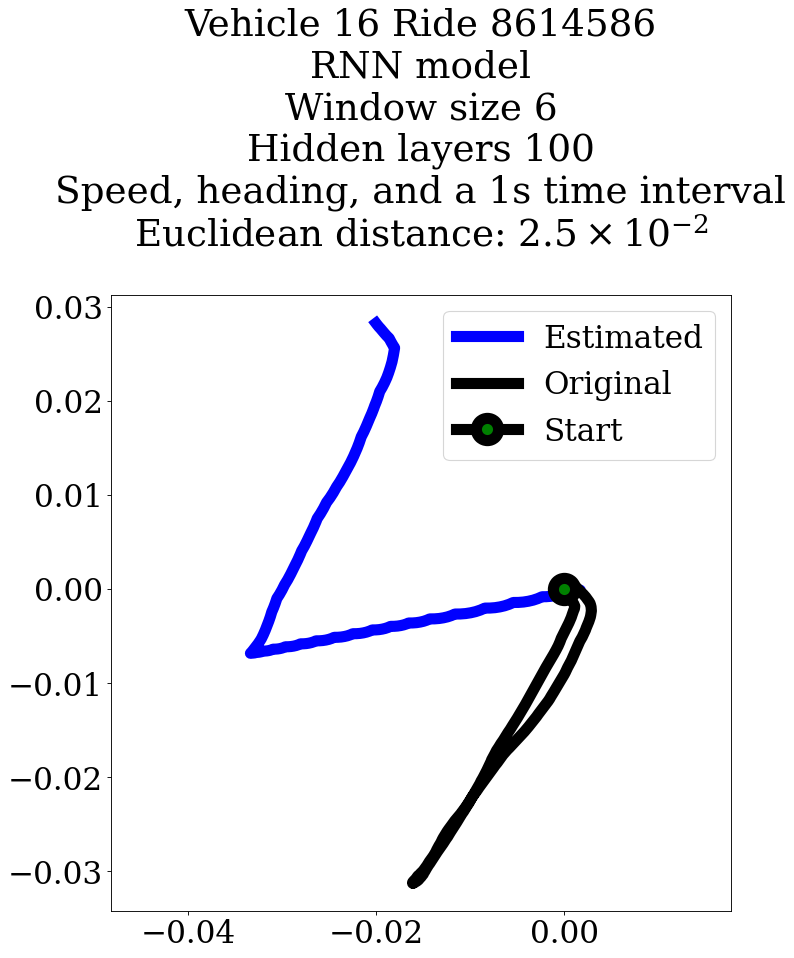 Vehicle 16 Ride 8614586
RNN model
Window size 6
Hidden layers 100
Speed, heading, and a 1s time interval
Euclidean distance: 2.5 × 10⁻²
0.03
0.02
0.01
0.00
−0.01
−0.02
−0.03
Estimated
Original
Start
−0.04
−0.02
0.00